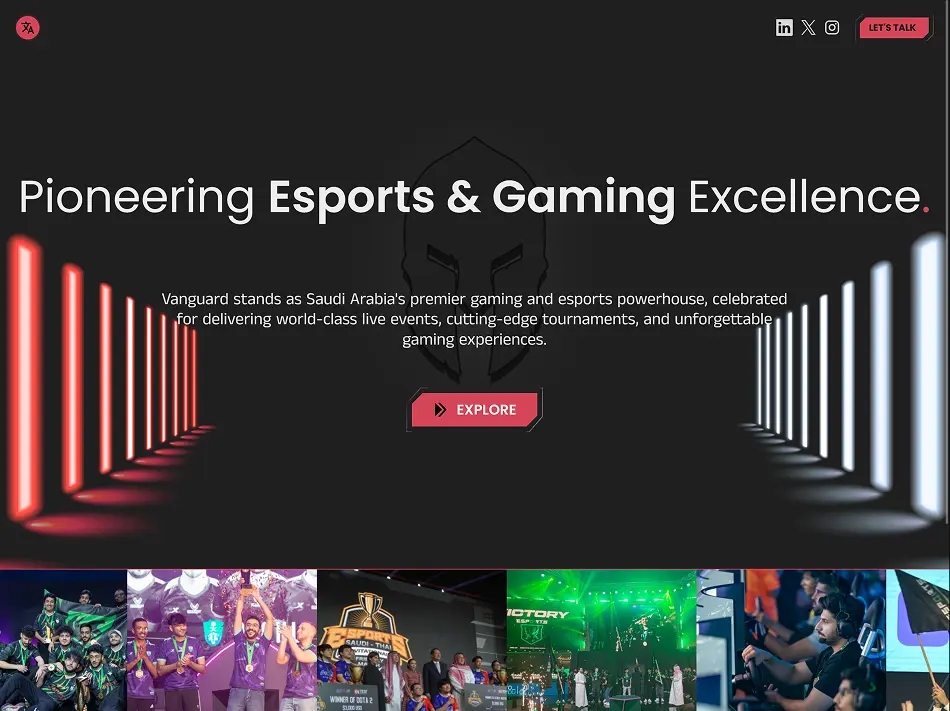 LET'S TALK
Pioneering Esports & Gaming Excellence.
Vanguard stands as Saudi Arabia's premier gaming and esports powerhouse, celebrated
for delivering world-class live events, cutting-edge tournaments, and unforgettable
gaming experiences.
EXPLORE
ESPORTS
SAUDI - THAI
WINNER OF DOTA 2
ICTORY
ESPORTS